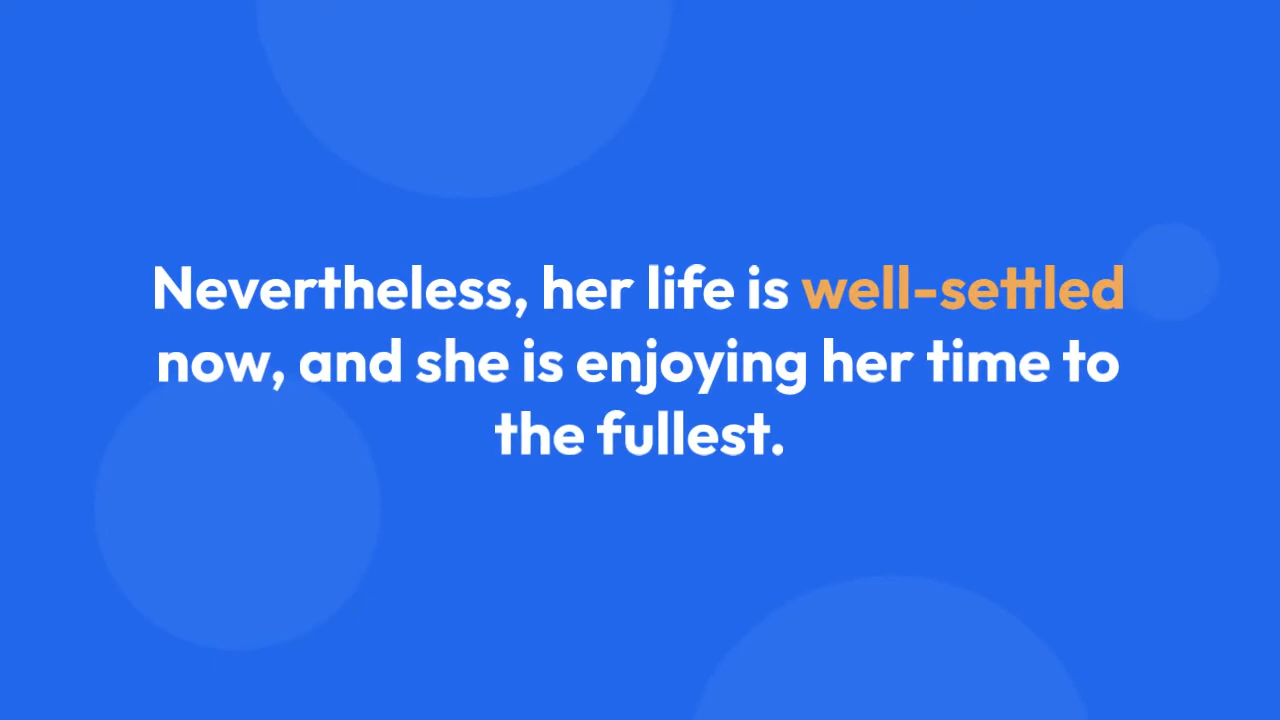 Nevertheless, her life is well-settled
now, and she is enjoying her time to
the fullest.